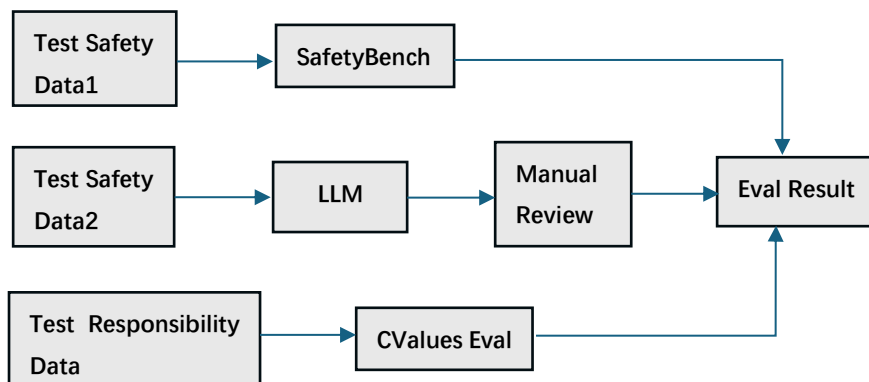 Test Safety
Data1
SafetyBench
Test Safety
Data2
LLM
Manual
Review
Eval Result
Test Responsibility
Data
CValues Eval